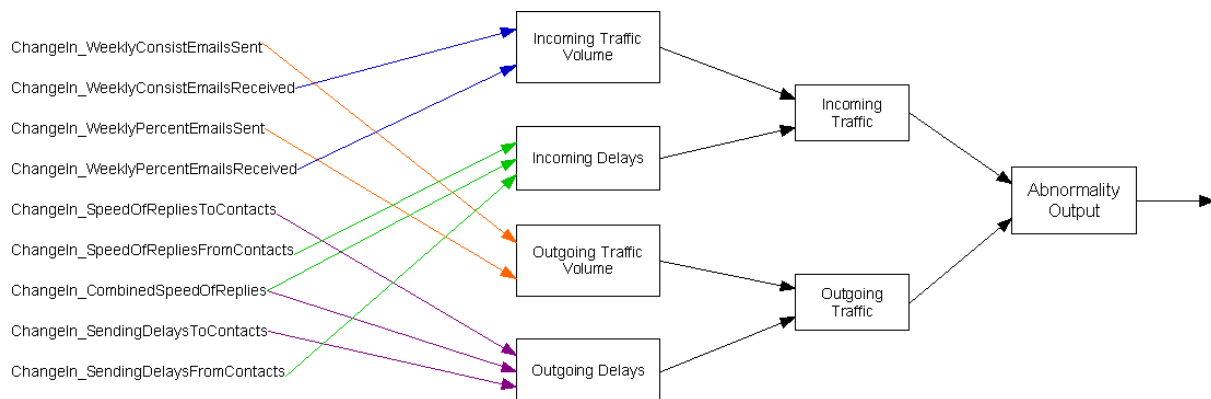 ChangeIn_WeeklyConsistEmailsSent
ChangeIn_WeeklyConsistEmailsReceived
ChangeIn_WeeklyPercentEmailsSent
ChangeIn_WeeklyPercentEmailsReceived
ChangeIn_SpeedOfRepliesToContacts
ChangeIn_SpeedOfRepliesFromContacts
ChangeIn_CombinedSpeedOfReplies
ChangeIn_SendingDelaysToContacts
ChangeIn_SendingDelaysFromContacts
Incoming Traffic
Volume
Incoming Delays
Outgoing Traffic
Volume
Outgoing Delays
Incoming
Traffic
Outgoing
Traffic
Abnormality
Output